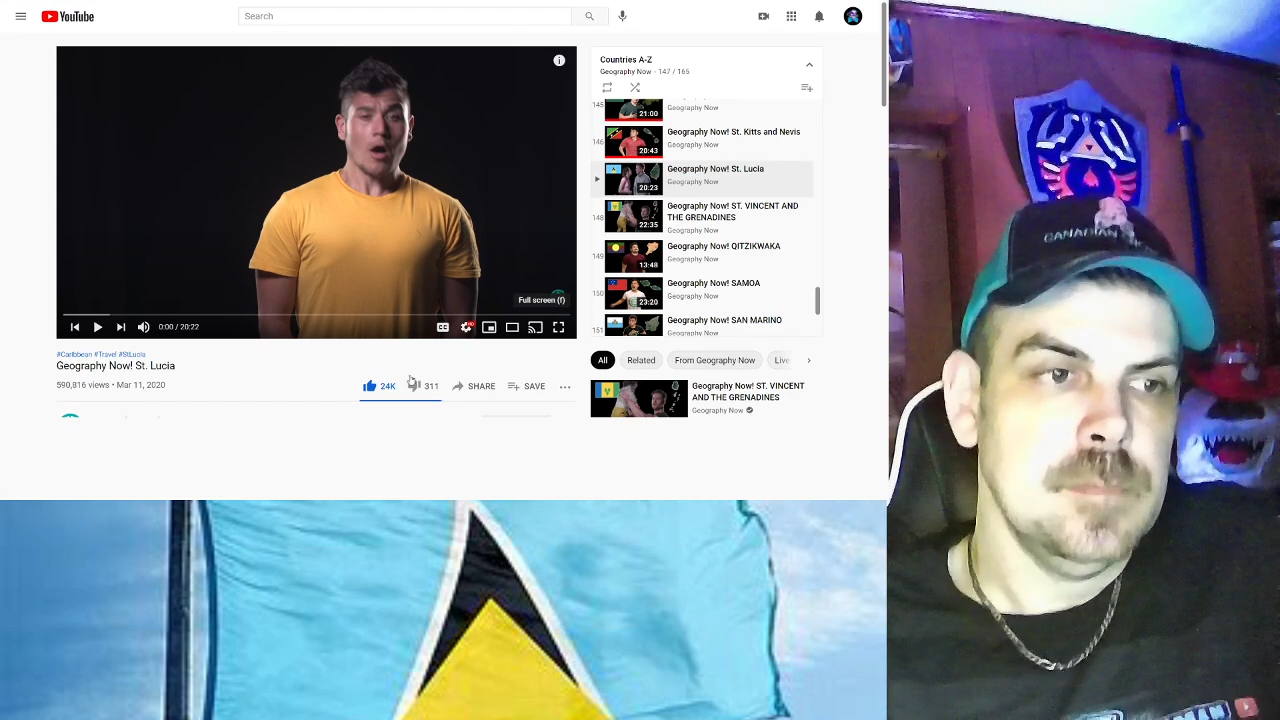 YouTube
Search
Countries A-Z
Geography Now - 147 / 165
145
21:00
Geography Now
146
20:43
Geography Now! St. Kitts and Nevis
Geography Now
20:23
Geography Now! St. Lucia
Geography Now
148
22:35
Geography Now! ST. VINCENT AND
THE GRENADINES
Geography Now
149
13:48
Geography Now! QITZIKWAKA
Geography Now
150
23:20
Geography Now! SAMOA
Geography Now
151
Geography Now! SAN MARINO
Geography Now
Full screen (f)
0:00 / 20:22
CC
HD
#Caribbean #Travel #StLucia
Geography Now! St. Lucia
590,816 views • Mar 11, 2020
24K
311
SHARE
SAVE
All
Related
From Geography Now
Live
Geography Now! ST. VINCENT
AND THE GRENADINES
Geography Now